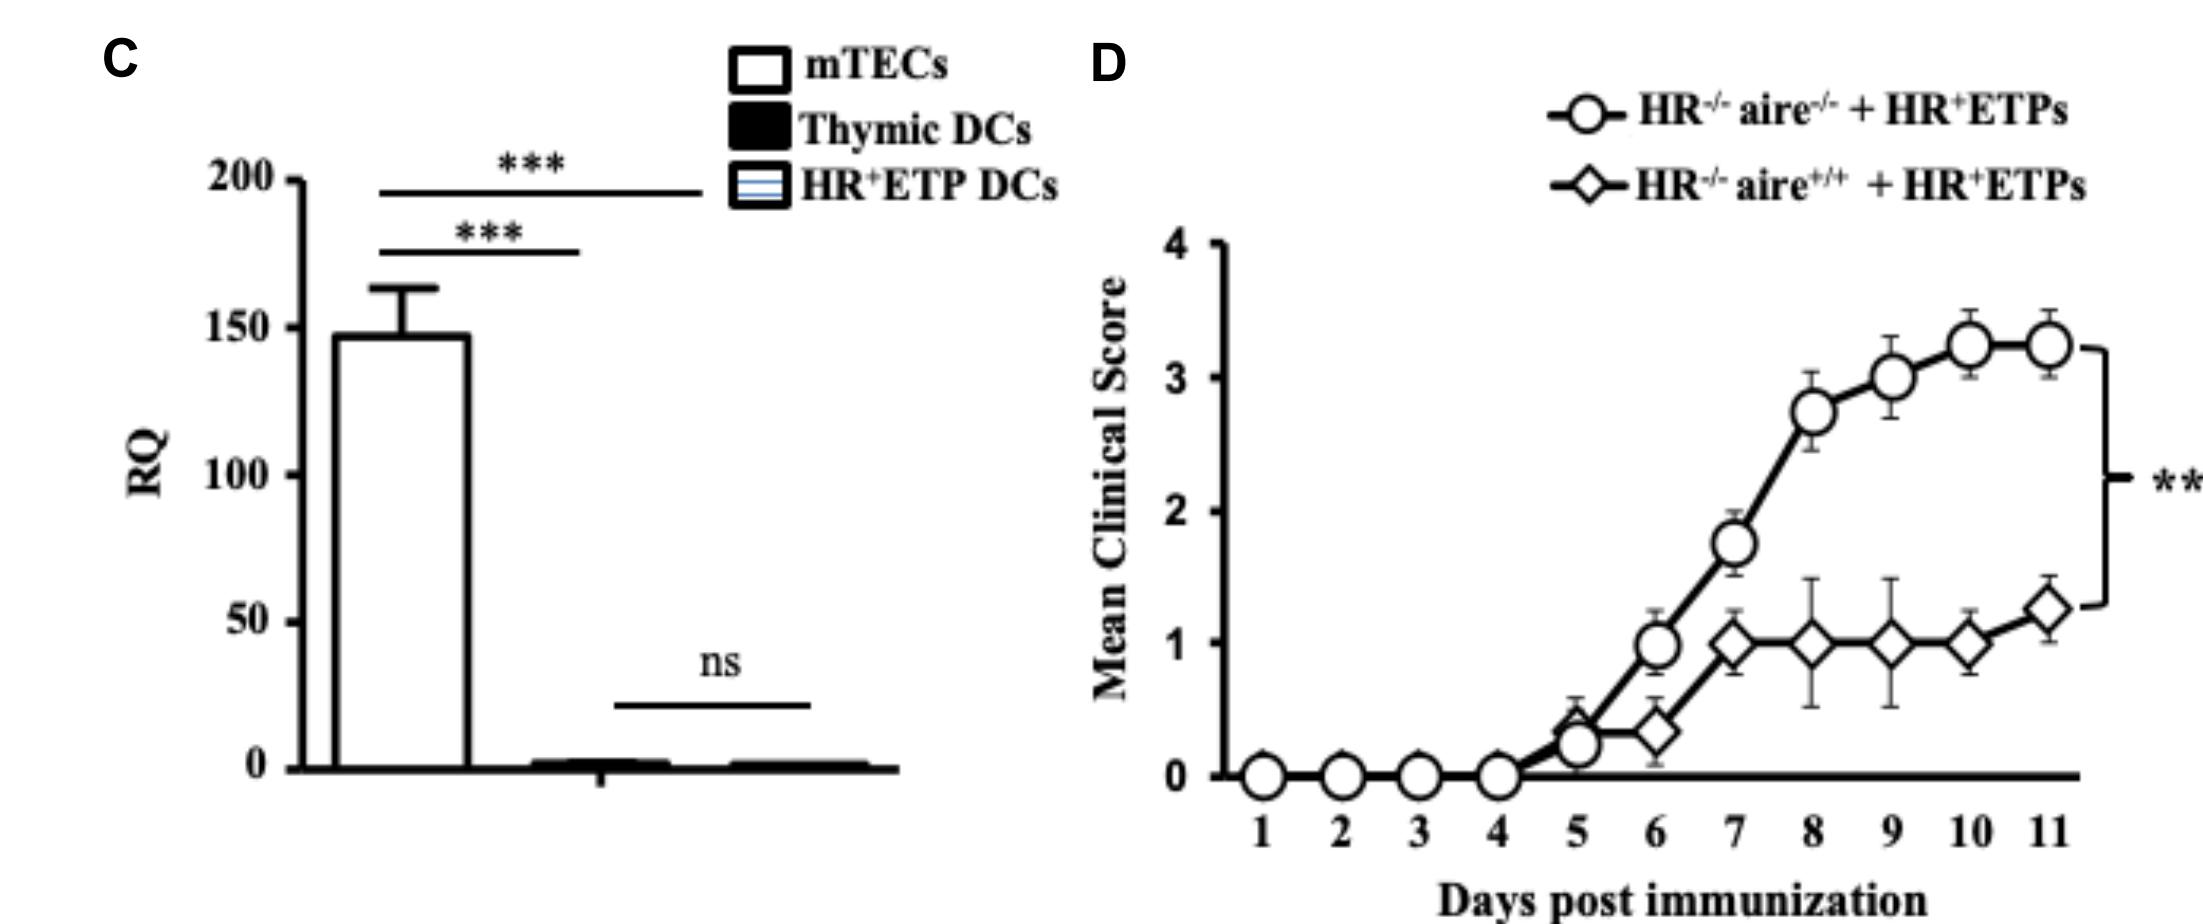 C
mTECs
Thymic DCs
HR⁺ETP DCs
***
***
ns
200
150
100
50
0
RQ
D
HR⁻/⁻ aire⁻/⁻ + HR⁺ETPs
HR⁻/⁻ aire⁺/⁺ + HR⁺ETPs
4
3
2
1
0
Mean Clinical Score
**
1 2 3 4 5 6 7 8 9 10 11
Days post immunization